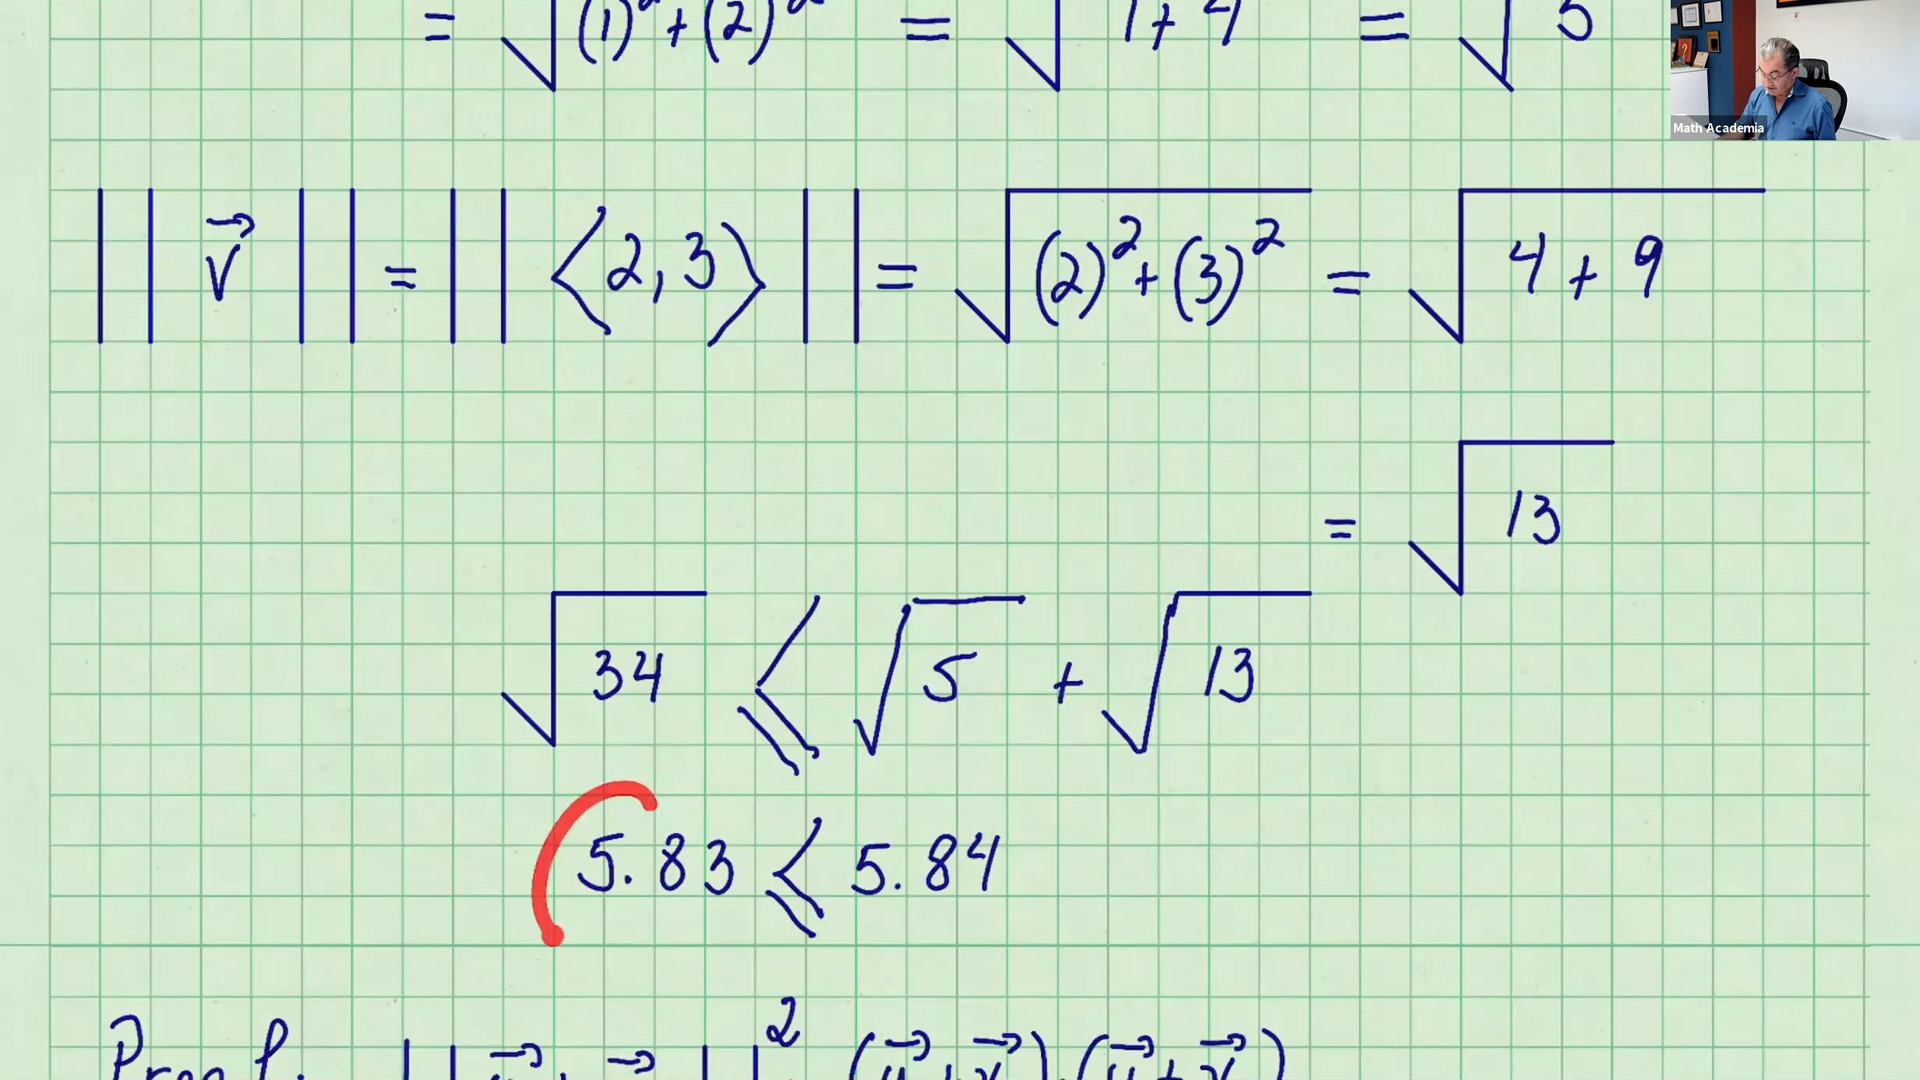 = √(1)² + (2)² = √1 + 4 = √5
Math Academia
|| v⃗ || = || ⟨2, 3⟩ || = √(2)² + (3)² = √4 + 9
= √13
√34 ≤ √5 + √13
5.83 ≤ 5.84
Proof: